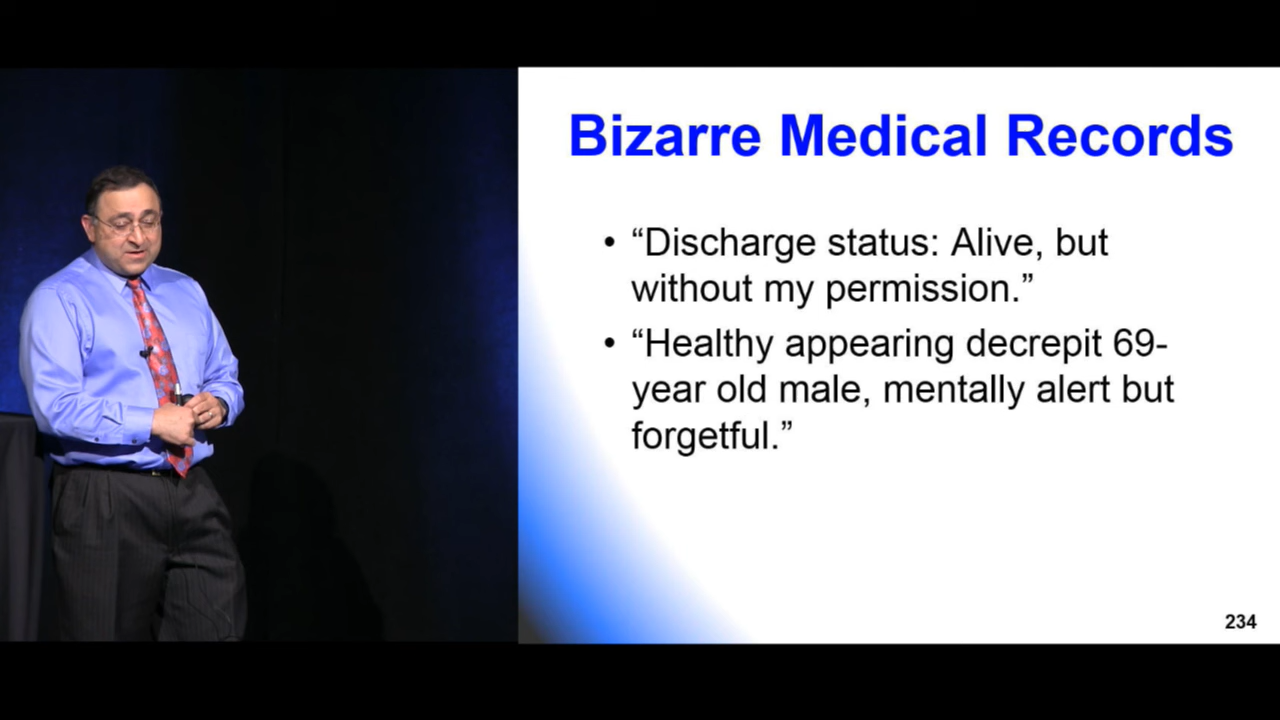 Bizarre Medical Records
• “Discharge status: Alive, but
without my permission.”
• “Healthy appearing decrepit 69-
year old male, mentally alert but
forgetful.”
234